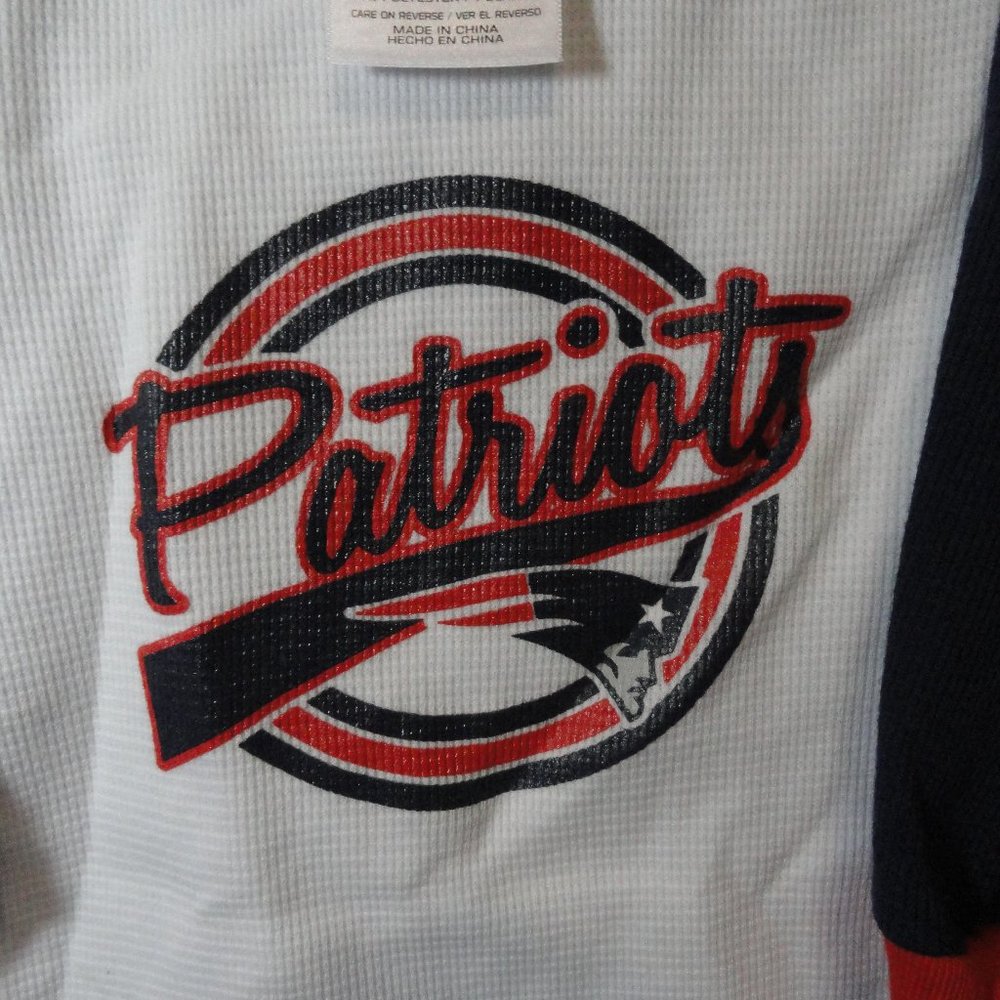 CARE ON REVERSE / VER EL REVERSO
MADE IN CHINA
HECHO EN CHINA
Patriots